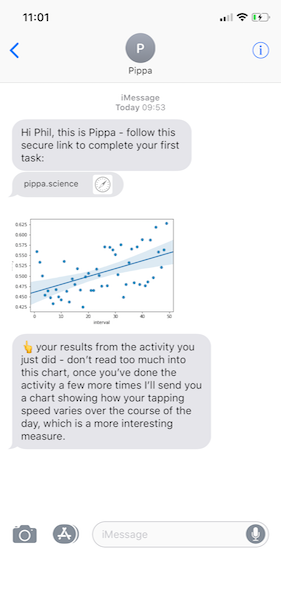 11:01
P
Pippa
iMessage
Today 09:53
Hi Phil, this is Pippa - follow this
secure link to complete your first
task:
pippa.science
0.625
0.600
0.575
0.550
0.525
0.500
0.475
0.450
0.425
0 10 20 30 40 50
interval
👆 your results from the activity you
just did - don't read too much into
this chart, once you've done the
activity a few more times I'll send you
a chart showing how your tapping
speed varies over the course of the
day, which is a more interesting
measure.
iMessage